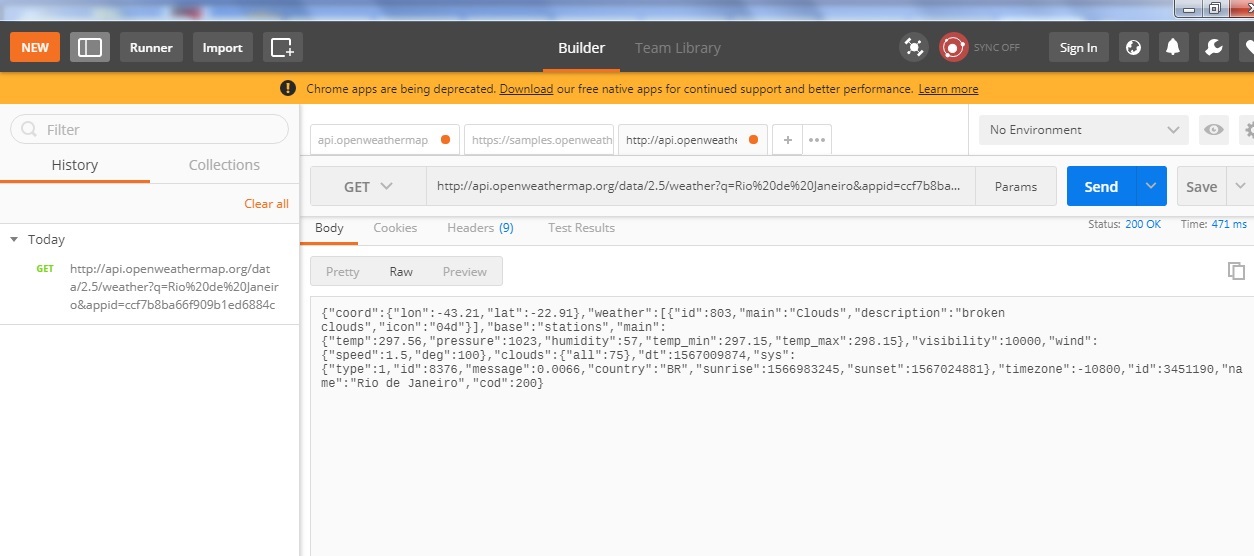 NEW Runner Import Builder Team Library SYNC OFF Sign In
! Chrome apps are being deprecated. Download our free native apps for continued support and better performance. Learn more
Filter
History Collections
Clear all
Today
GET http://api.openweathermap.org/dat
a/2.5/weather?q=Rio%20de%20Janeir
o&appid=ccf7b8ba66f909b1ed6884c
api.openweathermap https://samples.openweath http://api.openweathe + ••• No Environment
GET http://api.openweathermap.org/data/2.5/weather?q=Rio%20de%20Janeiro&appid=ccf7b8ba... Params Send Save
Body Cookies Headers (9) Test Results Status: 200 OK Time: 471 ms
Pretty Raw Preview
{"coord":{"lon":-43.21,"lat":-22.91},"weather":[{"id":803,"main":"Clouds","description":"broken
clouds","icon":"04d"}],"base":"stations","main":
{"temp":297.56,"pressure":1023,"humidity":57,"temp_min":297.15,"temp_max":298.15},"visibility":10000,"wind":
{"speed":1.5,"deg":100},"clouds":{"all":75},"dt":1567009874,"sys":
{"type":1,"id":8376,"message":0.0066,"country":"BR","sunrise":1566983245,"sunset":1567024881},"timezone":-10800,"id":3451190,"na
me":"Rio de Janeiro","cod":200}